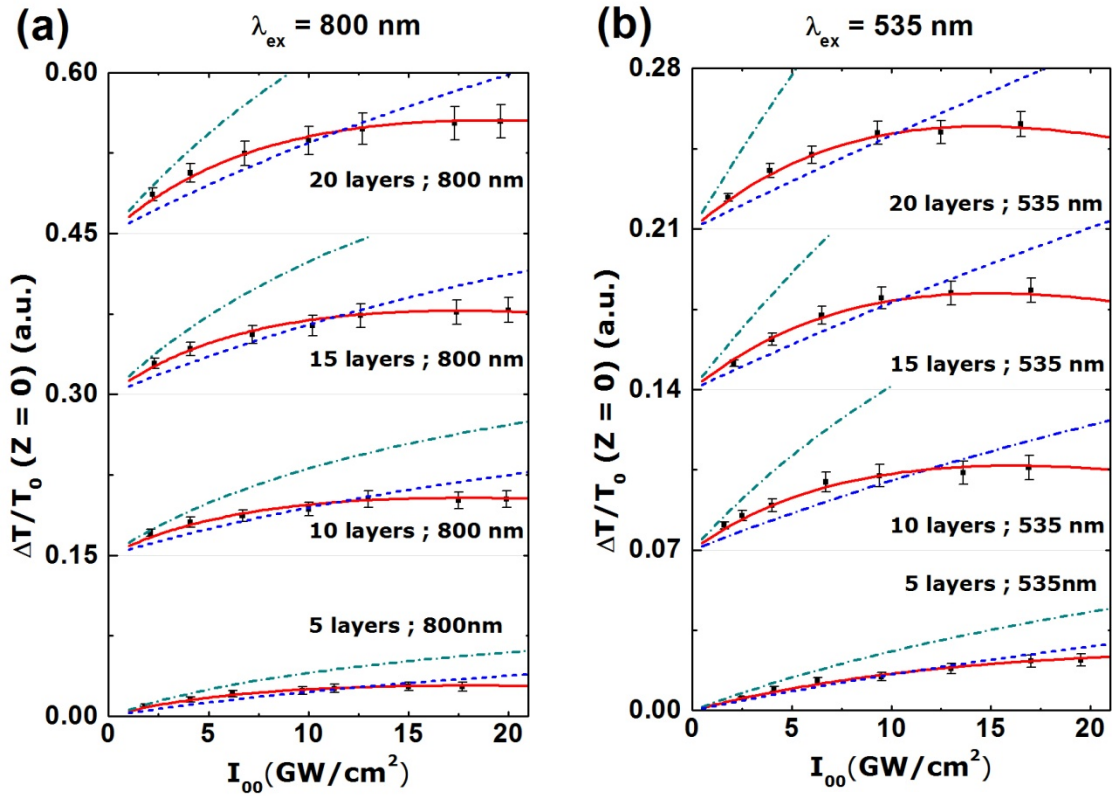 (a)
λex = 800 nm
0.60
0.45
0.30
0.15
0.00
ΔT/T0 (Z = 0) (a.u.)
20 layers ; 800 nm
15 layers ; 800 nm
10 layers ; 800 nm
5 layers ; 800nm
0 5 10 15 20
I00(GW/cm2)
(b)
λex = 535 nm
0.28
0.21
0.14
0.07
0.00
ΔT/T0 (Z = 0) (a.u.)
20 layers ; 535 nm
15 layers ; 535 nm
10 layers ; 535 nm
5 layers ; 535nm
0 5 10 15 20
I00(GW/cm2)